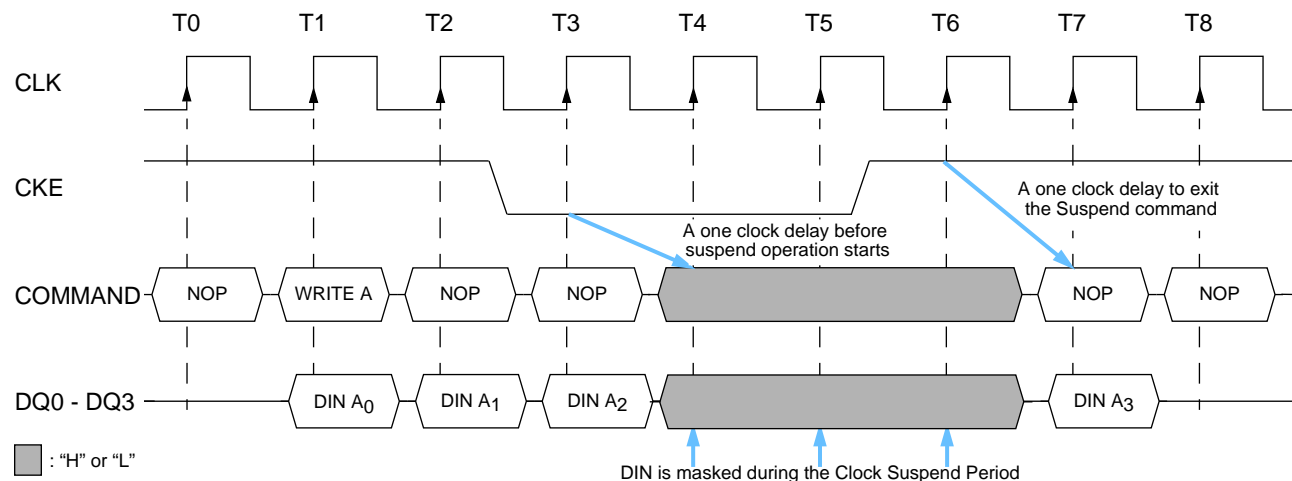 T0 T1 T2 T3 T4 T5 T6 T7 T8
CLK
CKE
A one clock delay to exit
the Suspend command
A one clock delay before
suspend operation starts
COMMAND NOP WRITE A NOP NOP NOP NOP
DQ0 - DQ3 DIN A0 DIN A1 DIN A2 DIN A3
: “H” or “L”
DIN is masked during the Clock Suspend Period